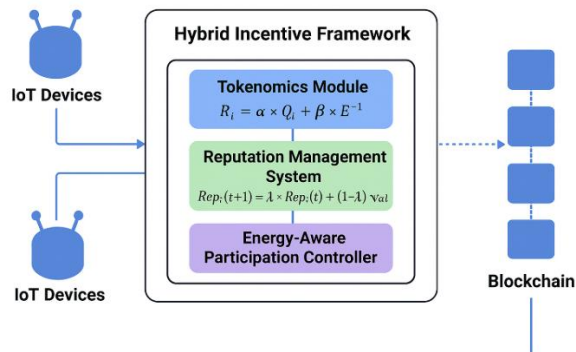 Hybrid Incentive Framework
IoT Devices
Tokenomics Module
R_i = α × Q_i + β × E^{-1}
Reputation Management
System
Rep_i(t+1) = λ × Rep_i(t) + (1-λ) val
Energy-Aware
Participation Controller
IoT Devices
Blockchain